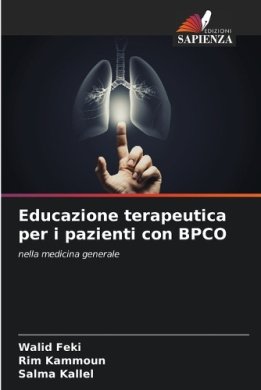 EDIZIONI
SAPIENZA
Educazione terapeutica
per i pazienti con BPCO
nella medicina generale
Walid Feki
Rim Kammoun
Salma Kallel